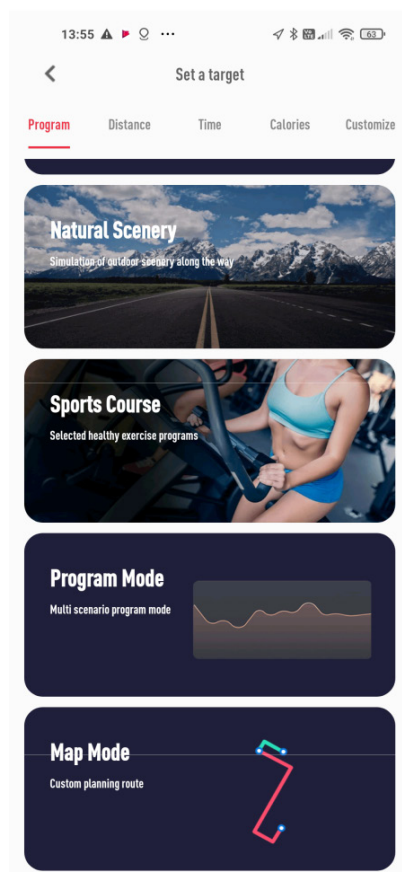 13:55
63
Set a target
Program Distance Time Calories Customize
Natural Scenery
Simulation of outdoor scenery along the way
Sports Course
Selected healthy exercise programs
Program Mode
Multi scenario program mode
Map Mode
Custom planning route